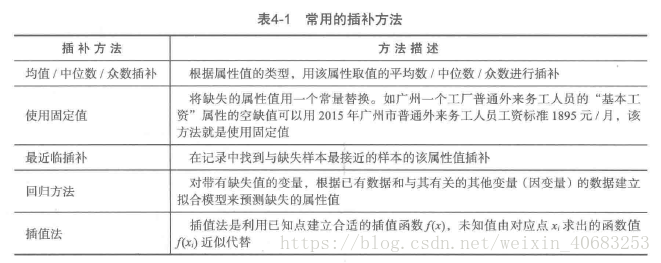 表4-1 常用的插补方法
插 补 方 法 方 法 描 述
均值 / 中位数 / 众数插补 根据属性值的类型，用该属性取值的平均数 / 中位数 / 众数进行插补
使用固定值 将缺失的属性值用一个常量替换。如广州一个工厂普通外来务工人员的“基本工
资”属性的空缺值可以用 2015 年广州市普通外来务工人员工资标准 1895 元 / 月，该
方法就是使用固定值
最近临插补 在记录中找到与缺失样本最接近的样本的该属性值插补
回归方法 对带有缺失值的变量，根据已有数据和与其有关的其他变量（因变量）的数据建立
拟合模型来预测缺失的属性值
插值法 插值法是利用已知点建立合适的插值函数 f(x)，未知值由对应点 xᵢ 求出的函数值
f(xᵢ) 近似代替
https://blog.csdn.net/weixin_40683253